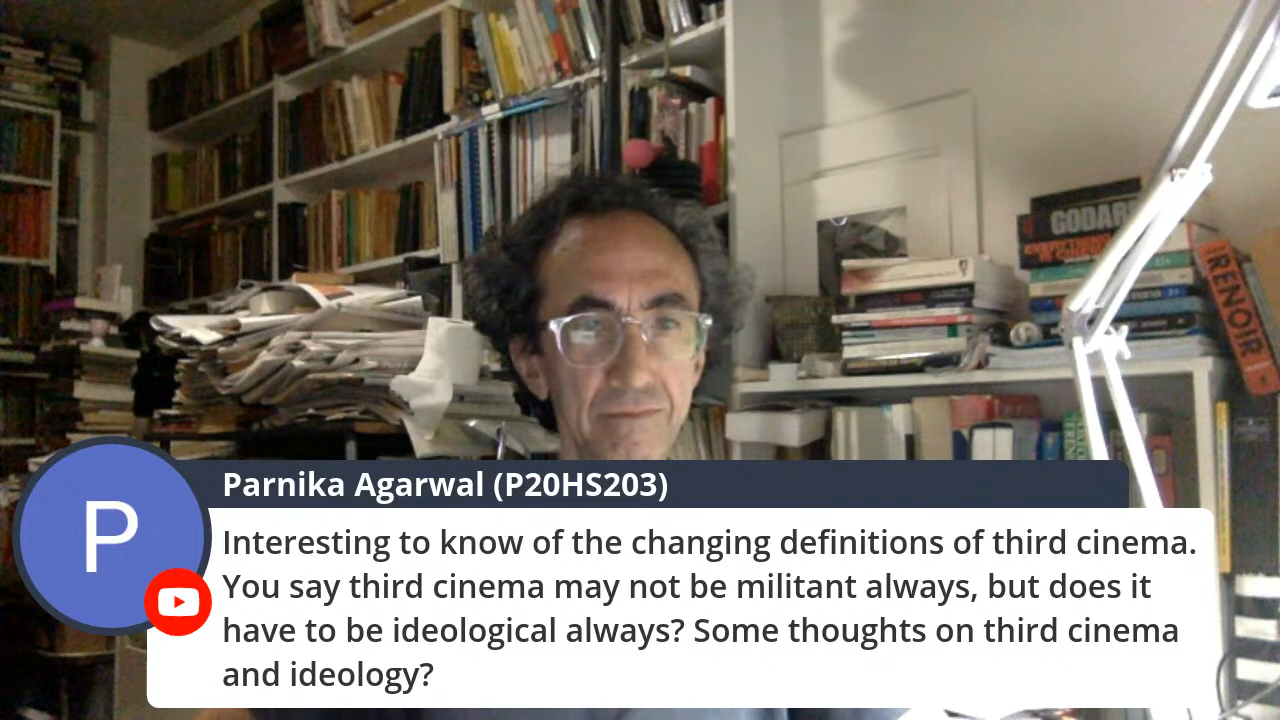 GODARD
RENOIR
P
Parnika Agarwal (P20HS203)
Interesting to know of the changing definitions of third cinema.
You say third cinema may not be militant always, but does it
have to be ideological always? Some thoughts on third cinema
and ideology?